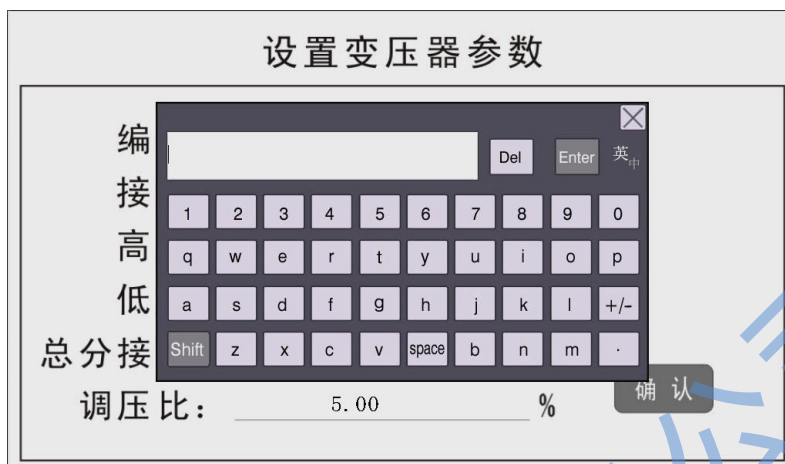 设置变压器参数
编
Del Enter 英中
接
1 2 3 4 5 6 7 8 9 0
高
q w e r t y u i o p
低
a s d f g h j k l +/-
总分接
Shift z x c v space b n m .
调压比: 5.00 %
确认